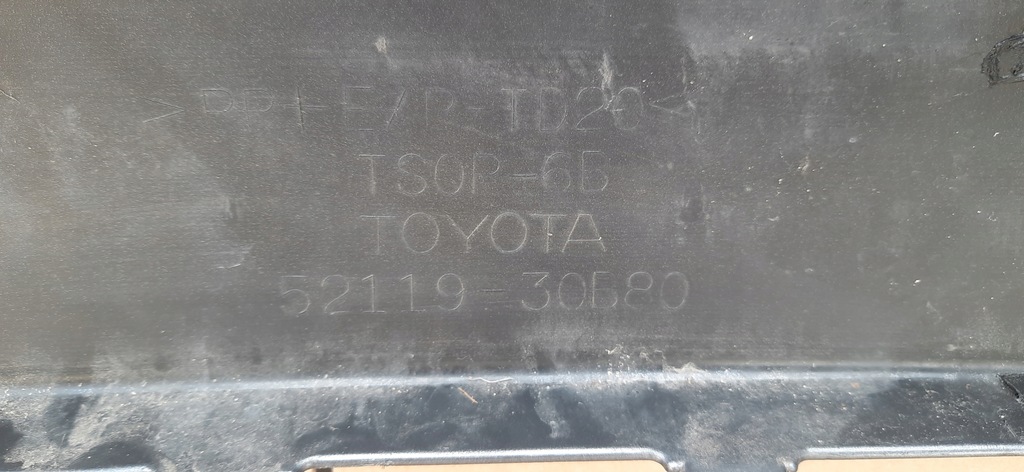 >PP+E/P-TD20<
TSOP-6B
TOYOTA
52119-30B80